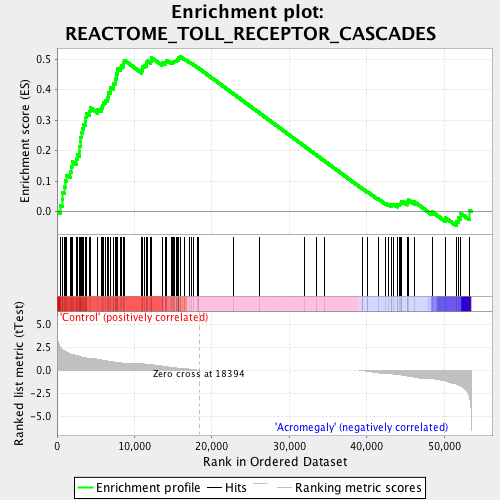 Enrichment plot:
REACTOME_TOLL_RECEPTOR_CASCADES
Enrichment score (ES)
0.5
0.4
0.3
0.2
0.1
0.0
'Control' (positively correlated)
Ranked list metric (tTest)
5.0
2.5
0.0
-2.5
-5.0
Zero cross at 18394
'Acromegaly' (negatively correlated)
0
10,000
20,000
30,000
40,000
50,000
Rank in Ordered Dataset
Enrichment profile
Hits
Ranking metric scores